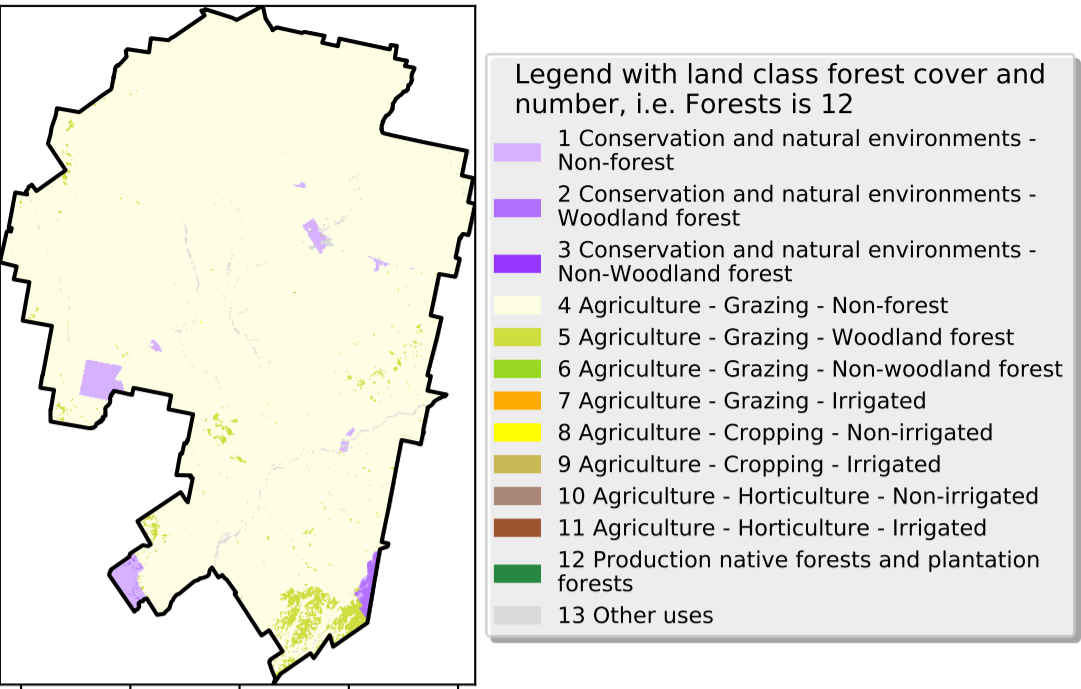 Legend with land class forest cover and
number, i.e. Forests is 12
1 Conservation and natural environments -
Non-forest
2 Conservation and natural environments -
Woodland forest
3 Conservation and natural environments -
Non-Woodland forest
4 Agriculture - Grazing - Non-forest
5 Agriculture - Grazing - Woodland forest
6 Agriculture - Grazing - Non-woodland forest
7 Agriculture - Grazing - Irrigated
8 Agriculture - Cropping - Non-irrigated
9 Agriculture - Cropping - Irrigated
10 Agriculture - Horticulture - Non-irrigated
11 Agriculture - Horticulture - Irrigated
12 Production native forests and plantation
forests
13 Other uses